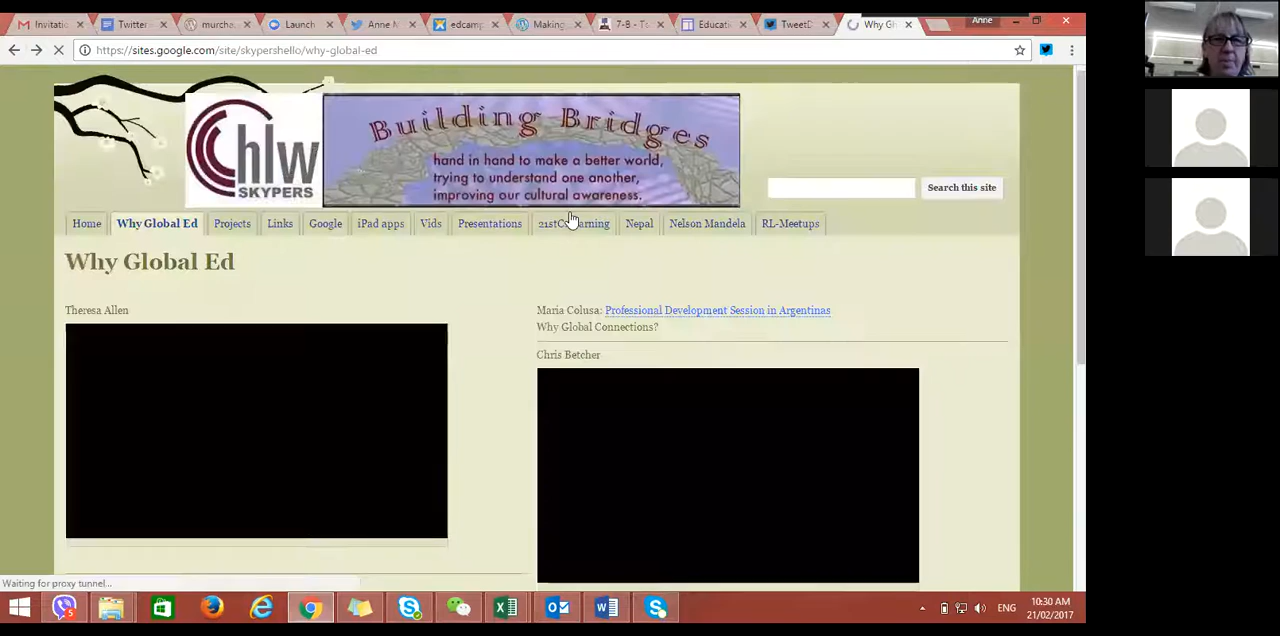 Invitatio
Twitter
murcha
Launch
Anne N
edcamp
Making
7-8 - Ts
Educati
TweetD
Why Gl
Anne
https://sites.google.com/site/skypershello/why-global-ed
Chlw
SKYPERS
Building Bridges
hand in hand to make a better world,
trying to understand one another,
improving our cultural awareness.
Search this site
Home
Why Global Ed
Projects
Links
Google
iPad apps
Vids
Presentations
21stC Learning
Nepal
Nelson Mandela
RL-Meetups
Why Global Ed
Theresa Allen
Maria Colusa: Professional Development Session in Argentinas
Why Global Connections?
Chris Betcher
Waiting for proxy tunnel...
ENG
10:30 AM
21/02/2017